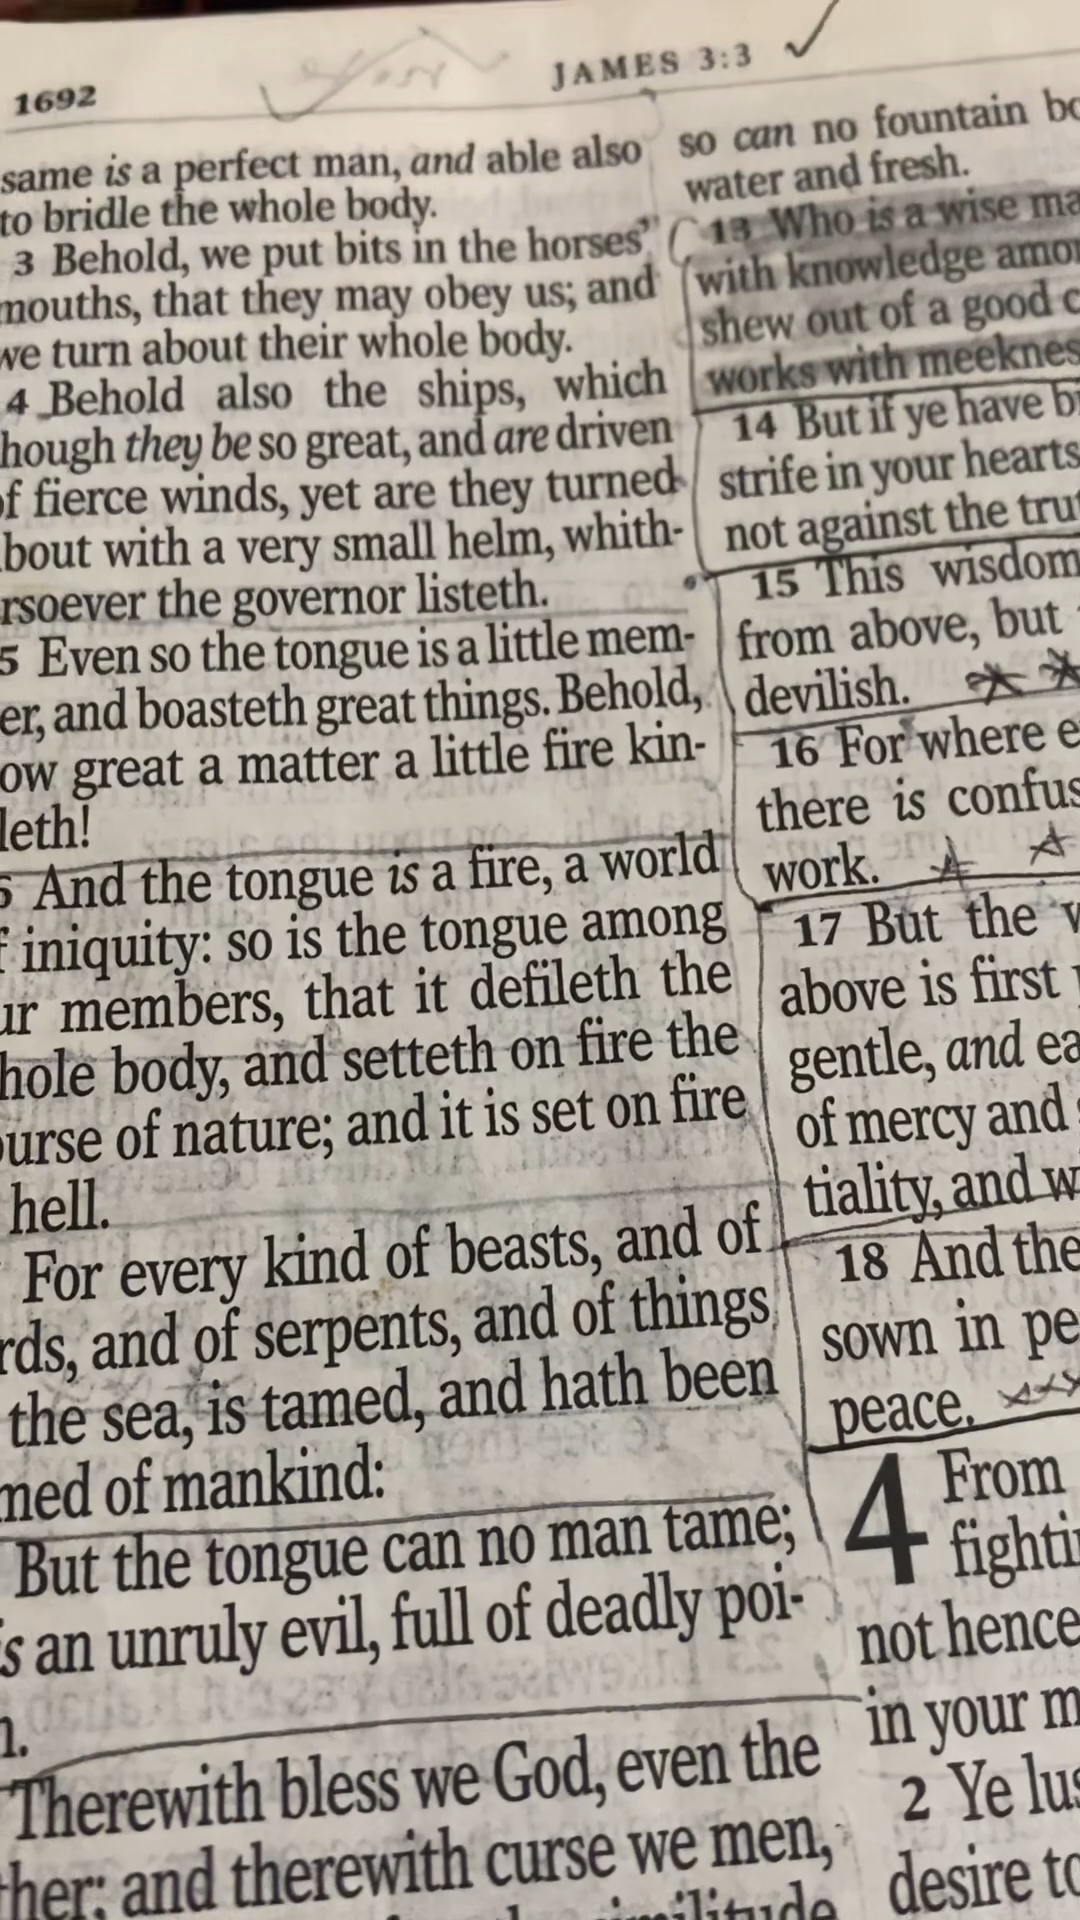 1692
JAMES 3:3
same is a perfect man, and able also
to bridle the whole body.
3 Behold, we put bits in the horses'
mouths, that they may obey us; and
we turn about their whole body.
4 Behold also the ships, which
hough they be so great, and are driven
of fierce winds, yet are they turned
bout with a very small helm, whith-
rsoever the governor listeth.
5 Even so the tongue is a little mem-
er, and boasteth great things. Behold,
ow great a matter a little fire kin-
leth!
6 And the tongue is a fire, a world
f iniquity: so is the tongue among
ur members, that it defileth the
hole body, and setteth on fire the
ourse of nature; and it is set on fire
hell.
For every kind of beasts, and of
rds, and of serpents, and of things
the sea, is tamed, and hath been
med of mankind:
But the tongue can no man tame;
s an unruly evil, full of deadly poi-
n.
Therewith bless we God, even the
ther; and therewith curse we men,
similitude
so can no fountain bo
water and fresh.
13 Who is a wise ma
with knowledge amon
shew out of a good c
works with meeknes
14 But if ye have bi
strife in your hearts
not against the trut
15 This wisdom
from above, but
devilish.
16 For where e
there is confus
work.
17 But the w
above is first
gentle, and ea
of mercy and
tiality, and w
18 And the
sown in pe
peace.
4 From
fighti
not hence
in your m
2 Ye lus
desire to